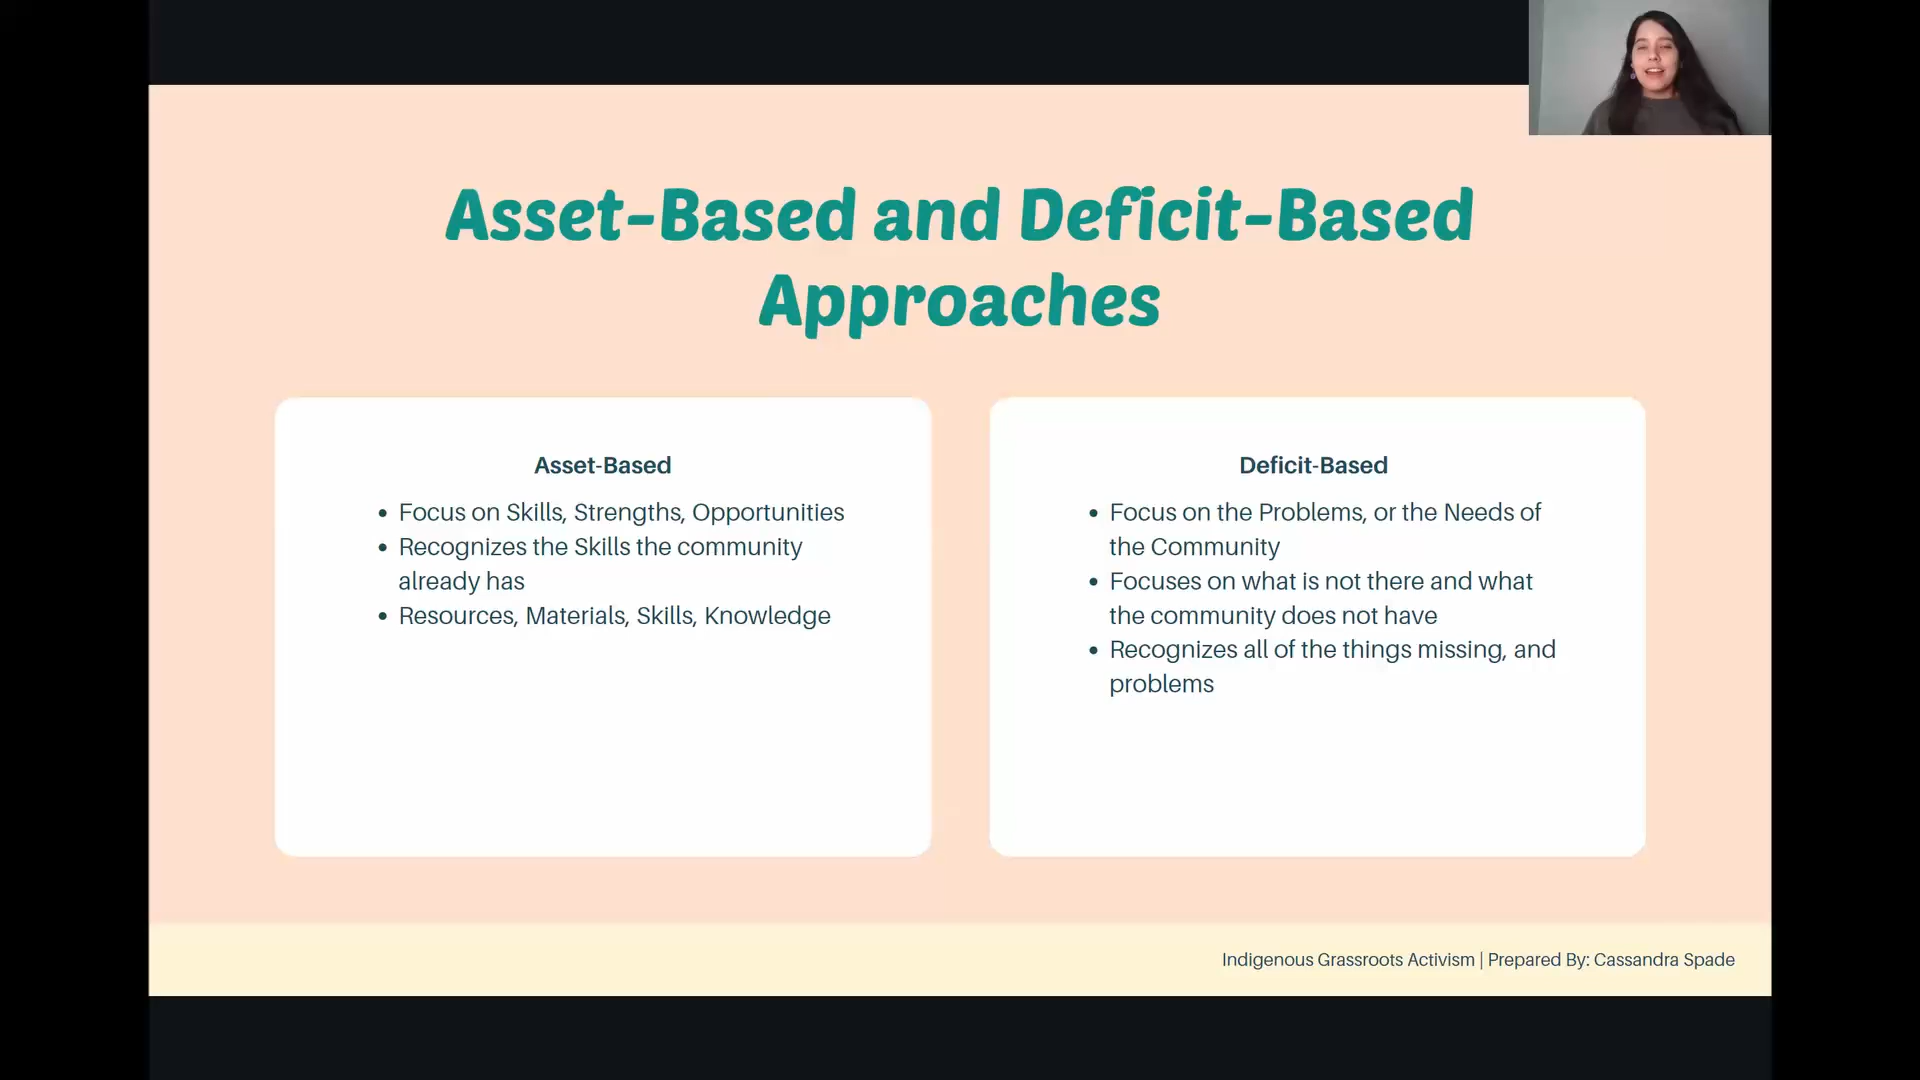 Asset-Based and Deficit-Based
Approaches
Asset-Based
• Focus on Skills, Strengths, Opportunities
• Recognizes the Skills the community
already has
• Resources, Materials, Skills, Knowledge
Deficit-Based
• Focus on the Problems, or the Needs of
the Community
• Focuses on what is not there and what
the community does not have
• Recognizes all of the things missing, and
problems
Indigenous Grassroots Activism | Prepared By: Cassandra Spade